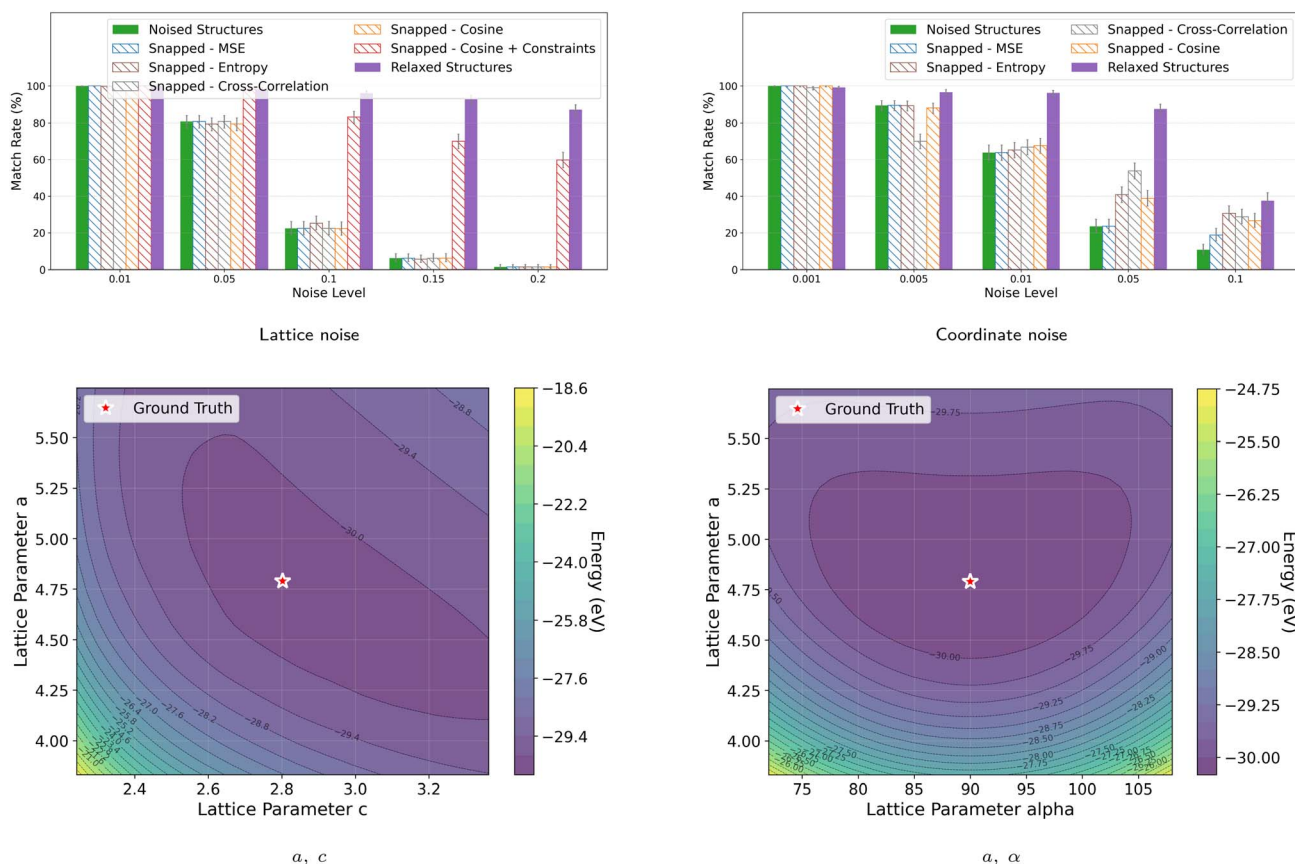 Noised Structures
Snapped - MSE
Snapped - Entropy
Snapped - Cross-Correlation
Snapped - Cosine
Snapped - Cosine + Constraints
Relaxed Structures
Match Rate (%)
100
80
60
40
20
0
0.01 0.05 0.1 0.15 0.2
Noise Level
Lattice noise
Noised Structures
Snapped - MSE
Snapped - Entropy
Snapped - Cross-Correlation
Snapped - Cosine
Relaxed Structures
Match Rate (%)
100
80
60
40
20
0
0.001 0.005 0.01 0.05 0.1
Noise Level
Coordinate noise
Ground Truth
Lattice Parameter a
5.50
5.25
5.00
4.75
4.50
4.25
4.00
2.4 2.6 2.8 3.0 3.2
Lattice Parameter c
−28.8
−29.4
−30.0
−26.4
−27.0
−27.6
−28.2
−28.8
−29.4
−25.8
−25.2
−18.6
−20.4
−22.2
−24.0
−25.8
−27.6
−29.4
Energy (eV)
a, c
Ground Truth
Lattice Parameter a
5.50
5.25
5.00
4.75
4.50
4.25
4.00
75 80 85 90 95 100 105
Lattice Parameter alpha
−29.75
−30.00
−29.75
−29.00
−29.25
−28.25
−28.50
−27.75
−27.50
−24.75
−25.50
−26.25
−27.00
−27.75
−28.50
−29.25
−30.00
Energy (eV)
a, α